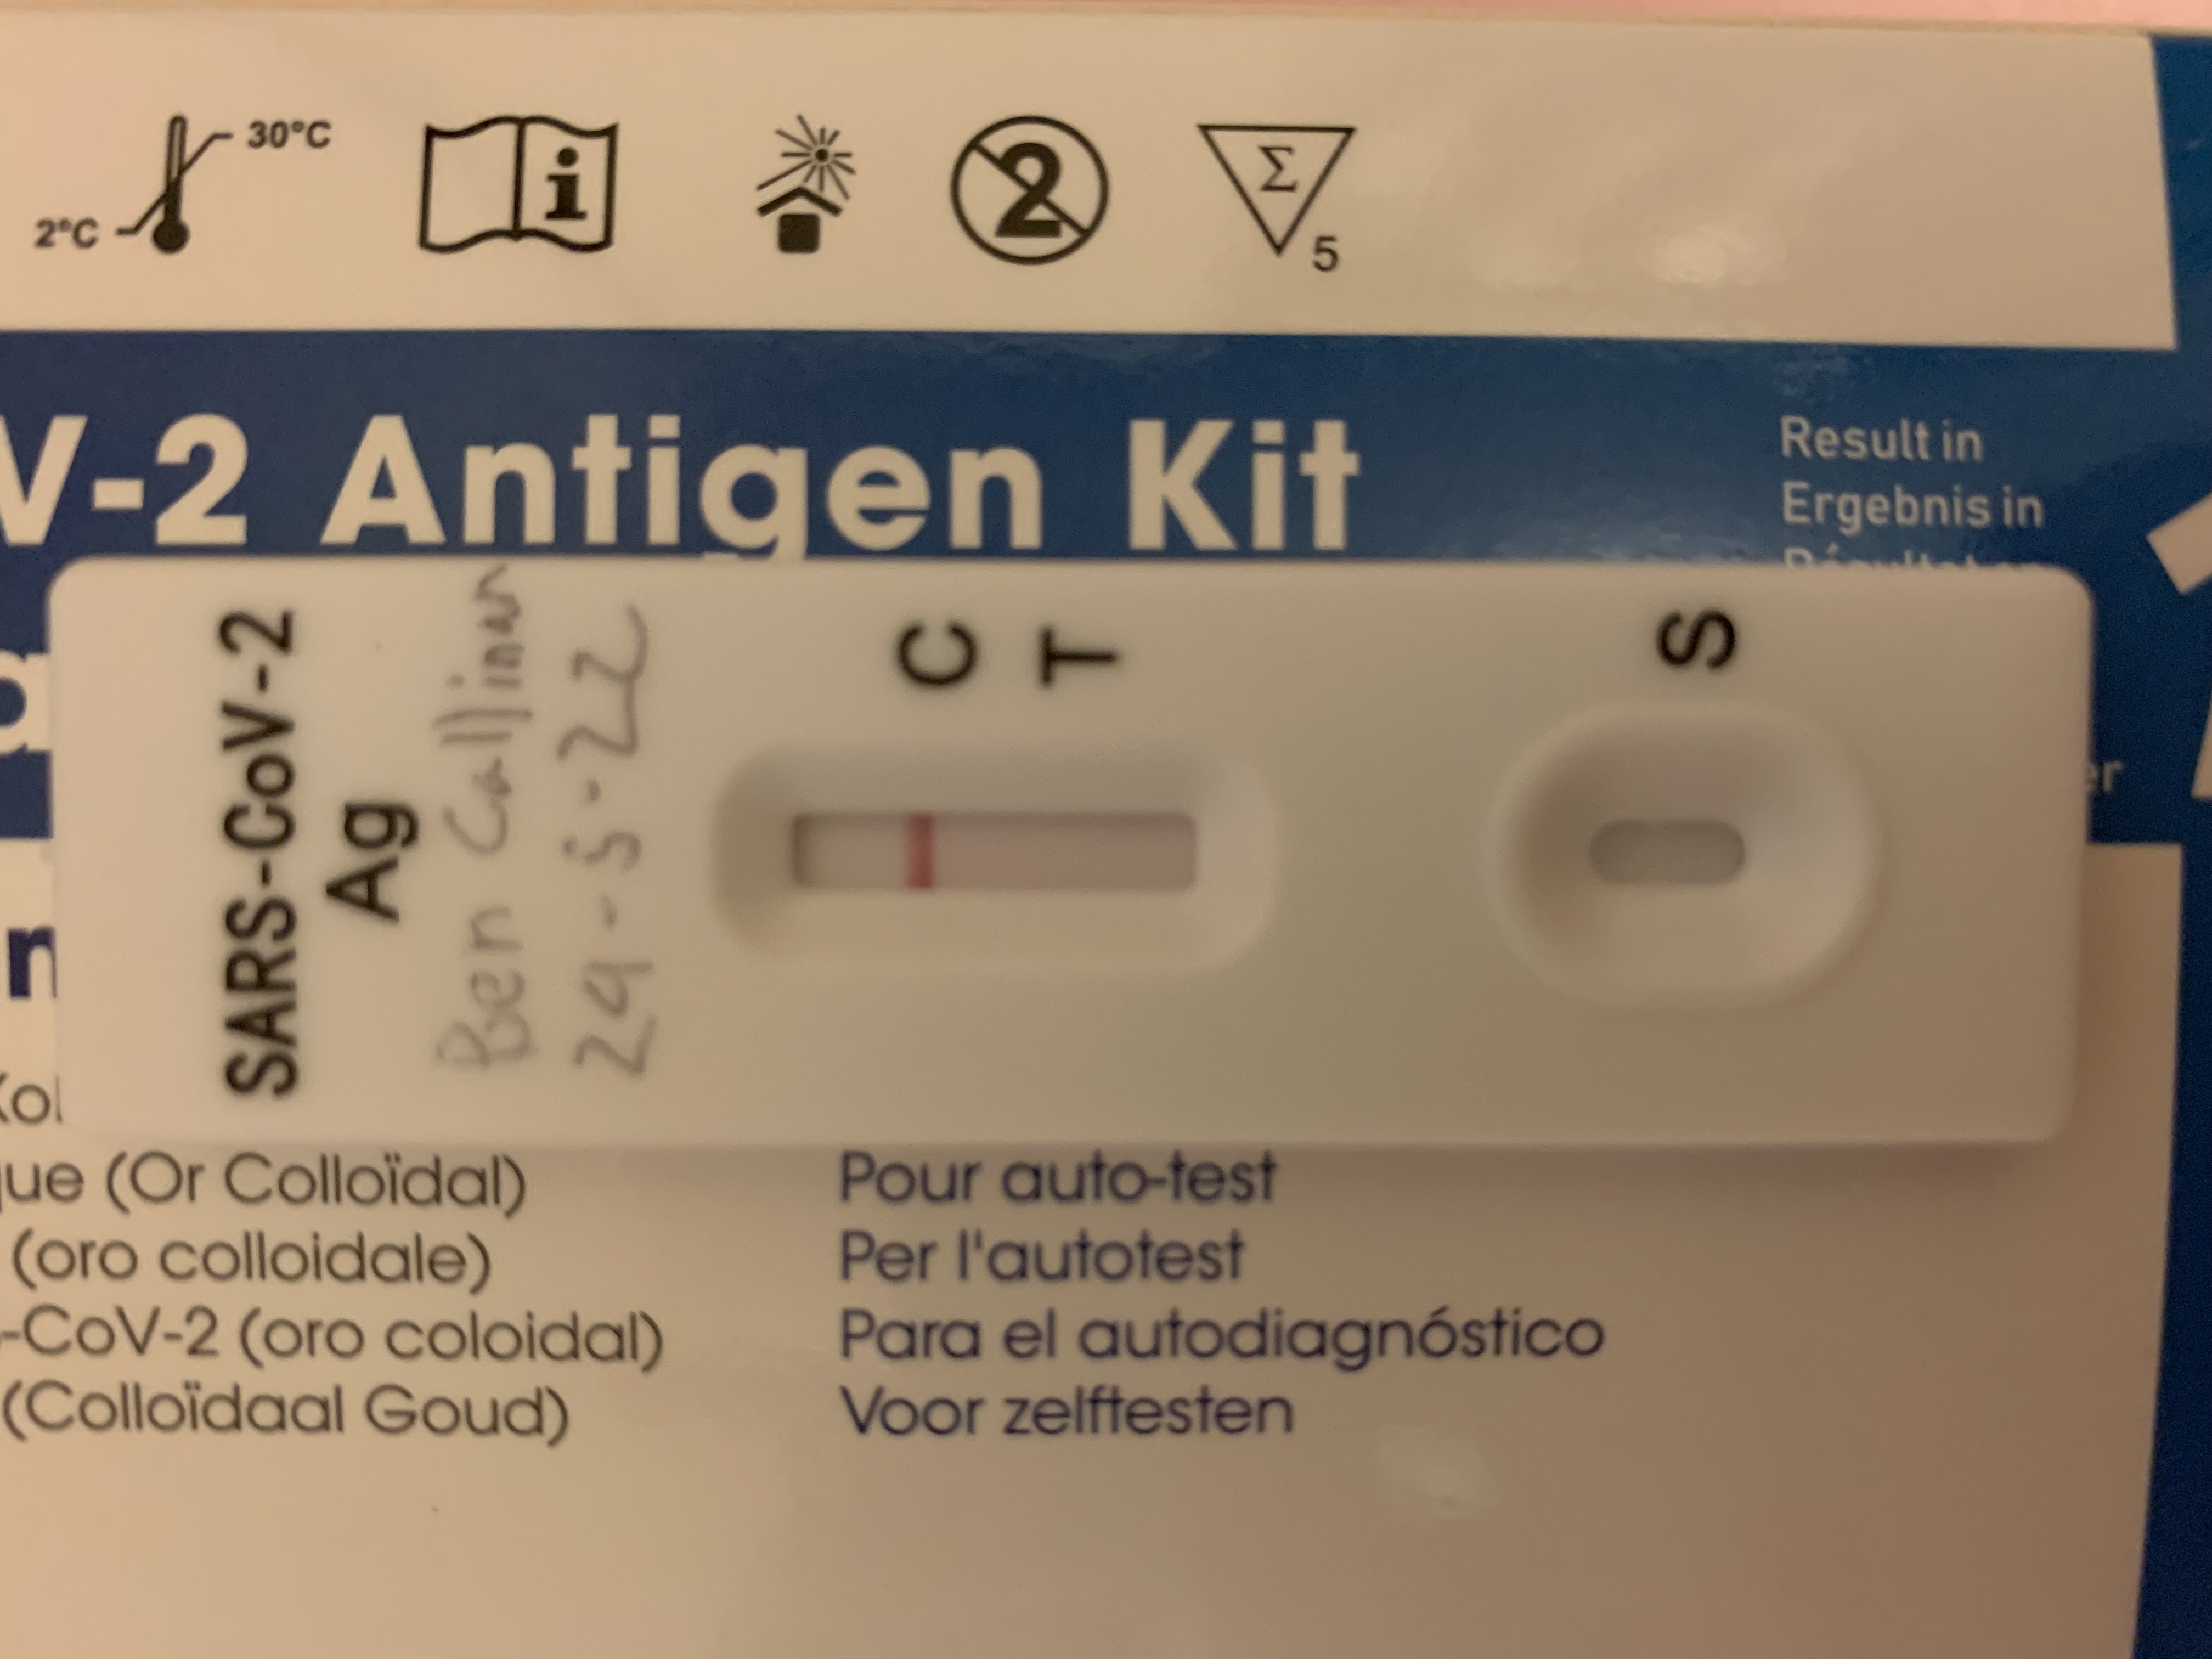 SARS-CoV-2
Ag
Ben Callinan
24-5-22
C
T
S
V-2 Antigen Kit
2°C
30°C
i
2
Σ
5
Result in
Ergebnis in
que (Or Colloïdal)
(oro colloidale)
-CoV-2 (oro coloidal)
(Colloïdaal Goud)
Pour auto-test
Per l'autotest
Para el autodiagnóstico
Voor zelftesten